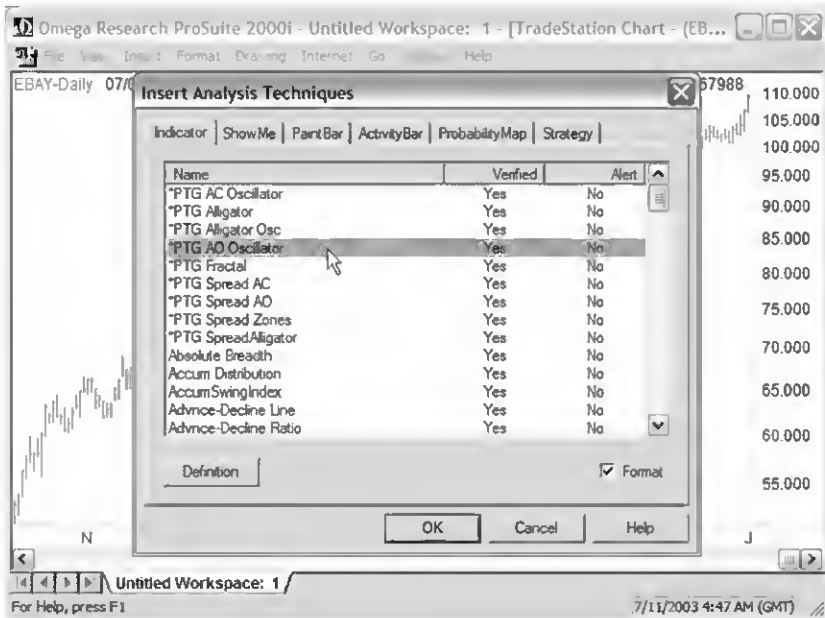 Omega Research ProSuite 2000i - Untitled Workspace: 1 - [TradeStation Chart - (EB...
File View Insert Format Drawing Internet Go Help
EBAY-Daily 07/0
57988
Insert Analysis Techniques
Indicator ShowMe PaintBar ActivityBar ProbabilityMap Strategy
Name Verified Alert
*PTG AC Oscillator Yes No
*PTG Alligator Yes No
*PTG Alligator Osc Yes No
*PTG AO Oscillator Yes No
*PTG Fractal Yes No
*PTG Spread AC Yes No
*PTG Spread AO Yes No
*PTG Spread Zones Yes No
*PTG SpreadAlligator Yes No
Absolute Breadth Yes No
Accum Distribution Yes No
AccumSwingIndex Yes No
Advnce-Decline Line Yes No
Advnce-Decline Ratio Yes No
Definition
Format
OK Cancel Help
110.000
105.000
100.000
95.000
90.000
85.000
80.000
75.000
70.000
65.000
60.000
55.000
N J
Untitled Workspace: 1
For Help, press F1
7/11/2003 4:47 AM (GMT)